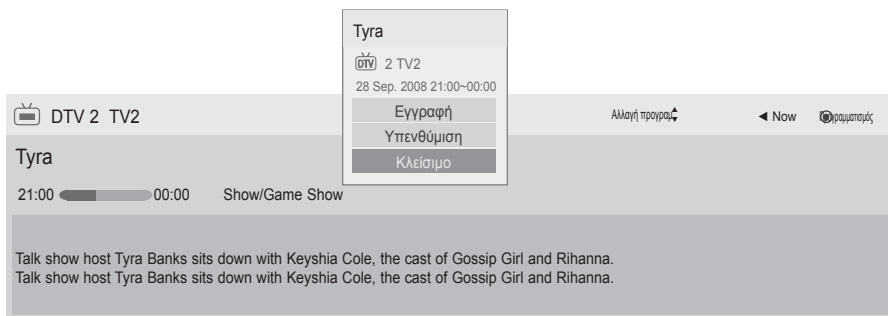 Tyra
DTV 2 TV2
28 Sep. 2008 21:00~00:00
Εγγραφή
Υπενθύμιση
Κλείσιμο
DTV 2 TV2
Αλλαγή προγραμ
◄ Now
Tyra
21:00 00:00 Show/Game Show
Talk show host Tyra Banks sits down with Keyshia Cole, the cast of Gossip Girl and Rihanna.
Talk show host Tyra Banks sits down with Keyshia Cole, the cast of Gossip Girl and Rihanna.